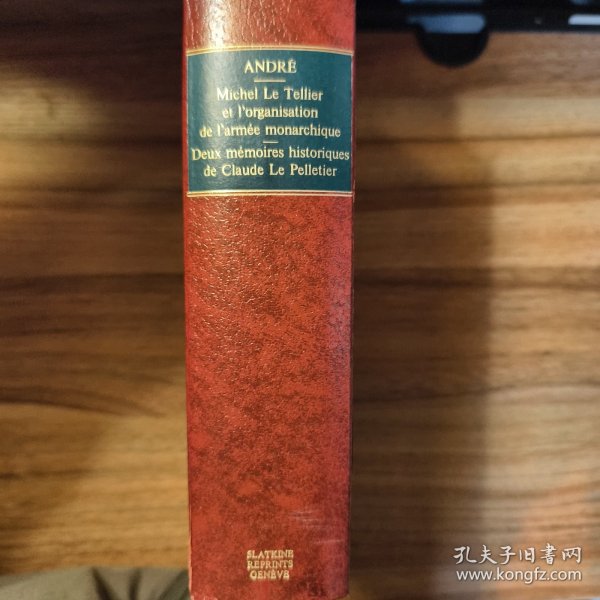 ANDRÉ
Michel Le Tellier
et l'organisation
de l'armée monarchique
Deux mémoires historiques
de Claude Le Pelletier
SLATKINE
REPRINTS
GENÈVE
孔夫子旧书网
www.kongfz.com